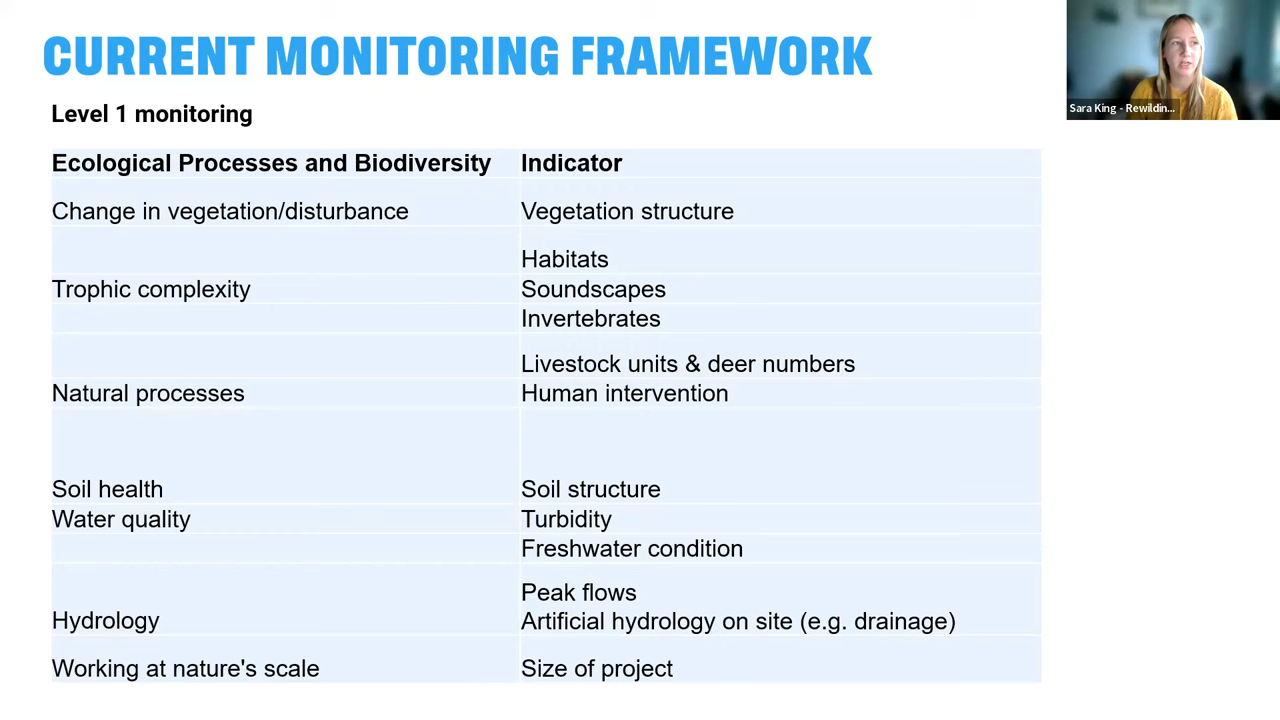 CURRENT MONITORING FRAMEWORK
Sara King - Rewildin...
Level 1 monitoring
Ecological Processes and Biodiversity Indicator
Change in vegetation/disturbance Vegetation structure
Habitats
Trophic complexity Soundscapes
Invertebrates
Livestock units & deer numbers
Natural processes Human intervention
Soil health Soil structure
Water quality Turbidity
Freshwater condition
Peak flows
Hydrology Artificial hydrology on site (e.g. drainage)
Working at nature's scale Size of project